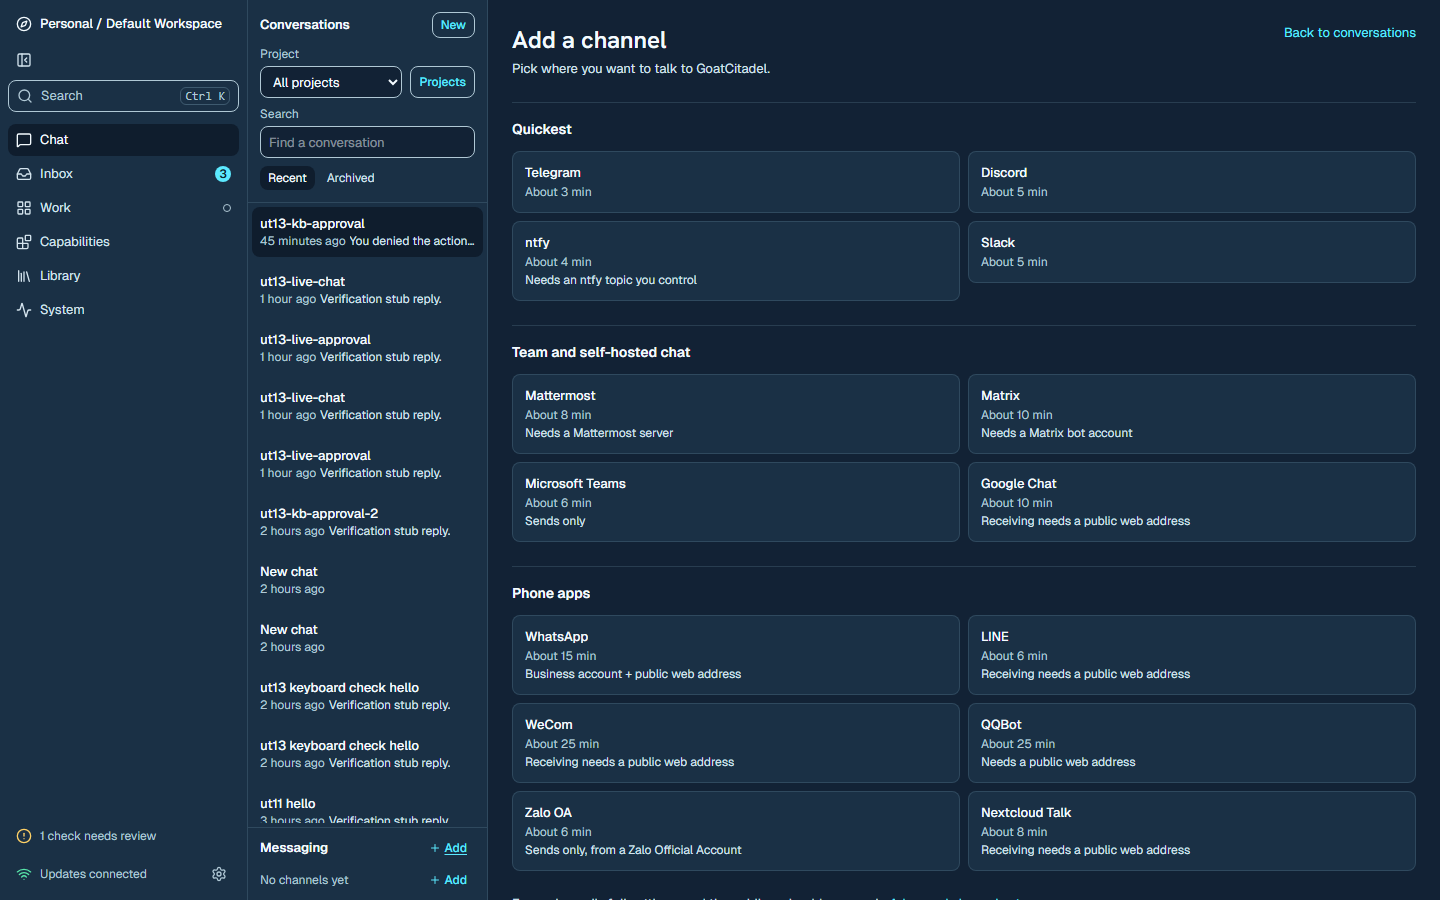 Personal / Default Workspace
Search Ctrl K
Chat
Inbox 3
Work
Capabilities
Library
System
1 check needs review
Updates connected
Conversations New
Project
All projects Projects
Search
Find a conversation
Recent Archived
ut13-kb-approval
45 minutes ago You denied the action...
ut13-live-chat
1 hour ago Verification stub reply.
ut13-live-approval
1 hour ago Verification stub reply.
ut13-live-chat
1 hour ago Verification stub reply.
ut13-live-approval
1 hour ago Verification stub reply.
ut13-kb-approval-2
2 hours ago Verification stub reply.
New chat
2 hours ago
New chat
2 hours ago
ut13 keyboard check hello
2 hours ago Verification stub reply.
ut13 keyboard check hello
2 hours ago Verification stub reply.
ut11 hello
3 hours ago Verification stub reply.
Messaging + Add
No channels yet + Add
Add a channel
Back to conversations
Pick where you want to talk to GoatCitadel.
Quickest
Telegram
About 3 min
Discord
About 5 min
ntfy
About 4 min
Needs an ntfy topic you control
Slack
About 5 min
Team and self-hosted chat
Mattermost
About 8 min
Needs a Mattermost server
Matrix
About 10 min
Needs a Matrix bot account
Microsoft Teams
About 6 min
Sends only
Google Chat
About 10 min
Receiving needs a public web address
Phone apps
WhatsApp
About 15 min
Business account + public web address
LINE
About 6 min
Receiving needs a public web address
WeCom
About 25 min
Receiving needs a public web address
QQBot
About 25 min
Needs a public web address
Zalo OA
About 6 min
Sends only, from a Zalo Official Account
Nextcloud Talk
About 8 min
Receiving needs a public web address